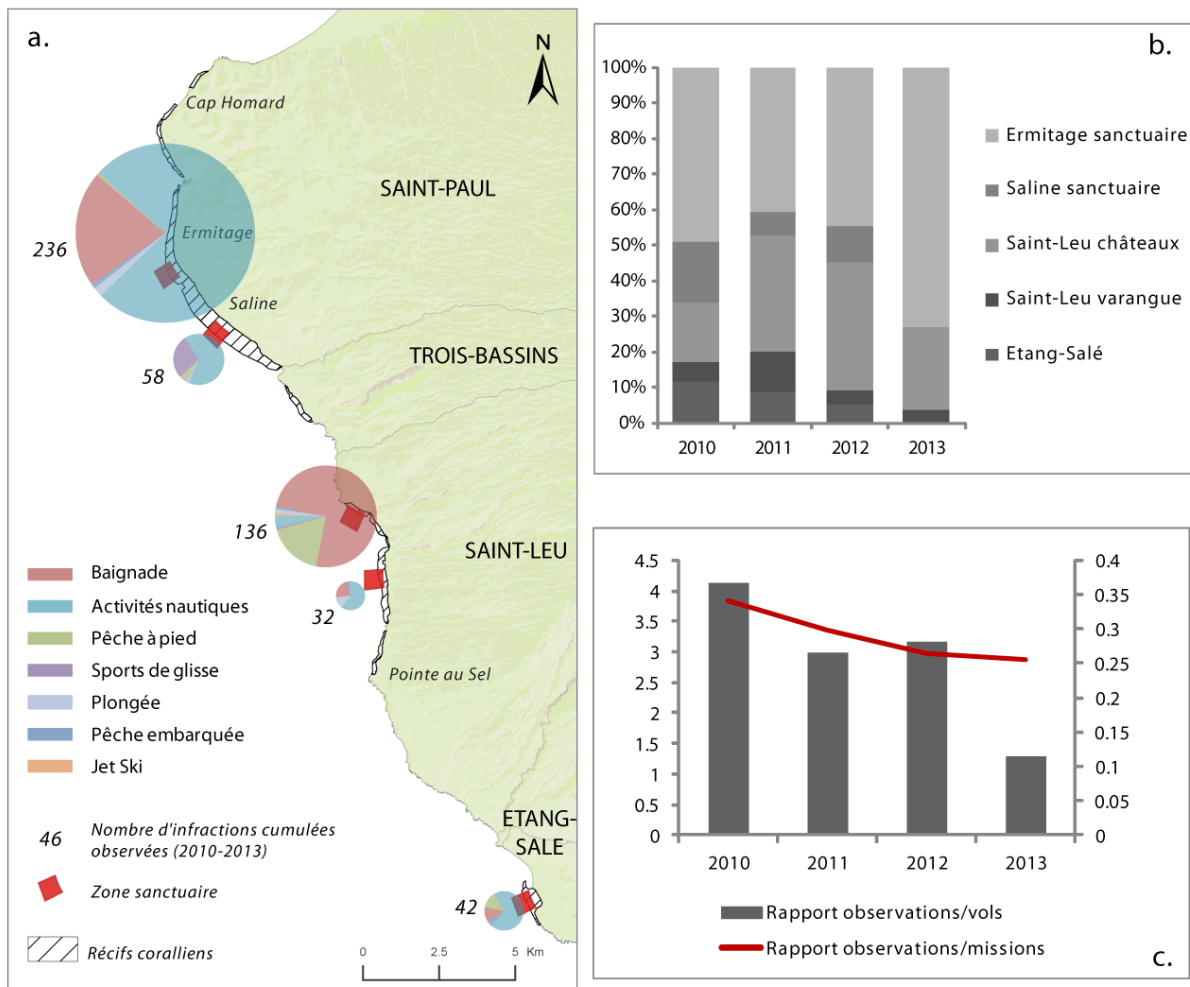 a.
N
Cap Homard
SAINT-PAUL
236
Ermitage
Saline
TROIS-BASSINS
58
136
SAINT-LEU
32
Pointe au Sel
Baignade
Activités nautiques
Pêche à pied
Sports de glisse
Plongée
Pêche embarquée
Jet Ski
46
Nombre d'infractions cumulées
observées (2010-2013)
Zone sanctuaire
Récifs coralliens
ETANG-
SALE
42
0 2.5 5 Km
b.
100%
90%
80%
70%
60%
50%
40%
30%
20%
10%
0%
2010 2011 2012 2013
Ermitage sanctuaire
Saline sanctuaire
Saint-Leu châteaux
Saint-Leu varangue
Etang-Salé
4.5
4
3.5
3
2.5
2
1.5
1
0.5
0
0.4
0.35
0.3
0.25
0.2
0.15
0.1
0.05
0
2010 2011 2012 2013
Rapport observations/vols
Rapport observations/missions
c.